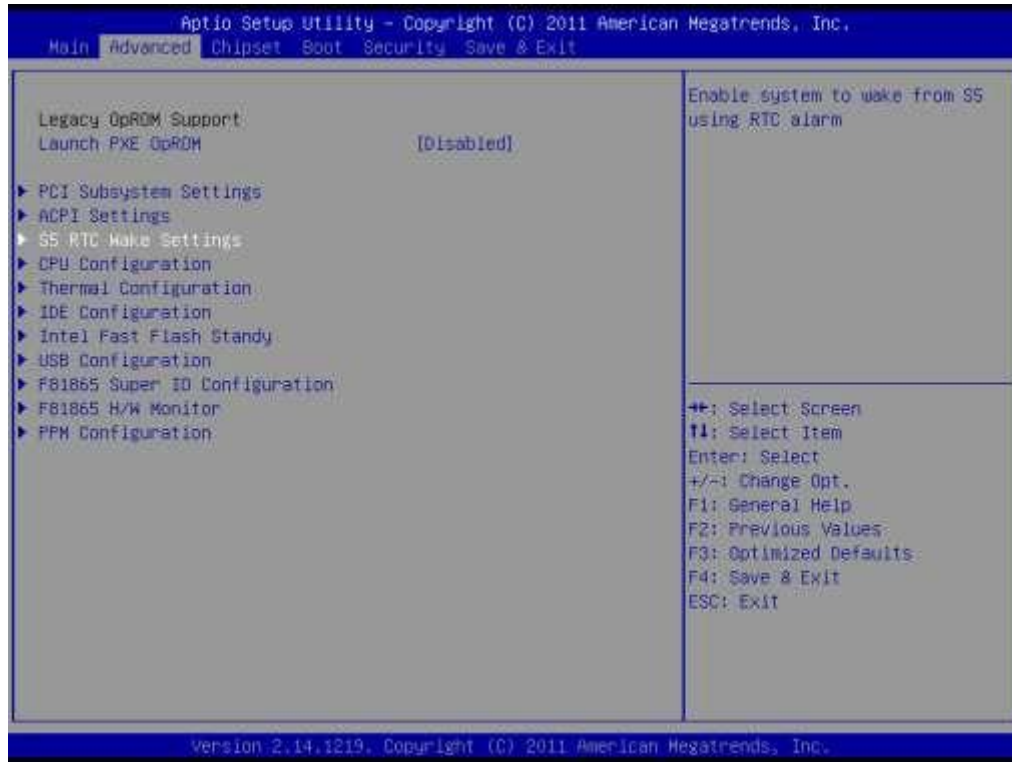 Aptio Setup Utility - Copyright (C) 2011 American Megatrends, Inc.
Main Advanced Chipset Boot Security Save & Exit
Legacy OpROM Support
Launch PXE OpROM [Disabled]
► PCI Subsystem Settings
► ACPI Settings
► S5 RTC Wake Settings
► CPU Configuration
► Thermal Configuration
► IDE Configuration
► Intel Fast Flash Standy
► USB Configuration
► F81865 Super IO Configuration
► F81865 H/W Monitor
► PPM Configuration
Enable system to wake from S5
using RTC alarm
→←: Select Screen
↑↓: Select Item
Enter: Select
+/-: Change Opt.
F1: General Help
F2: Previous Values
F3: Optimized Defaults
F4: Save & Exit
ESC: Exit
Version 2.14.1219. Copyright (C) 2011 American Megatrends, Inc.